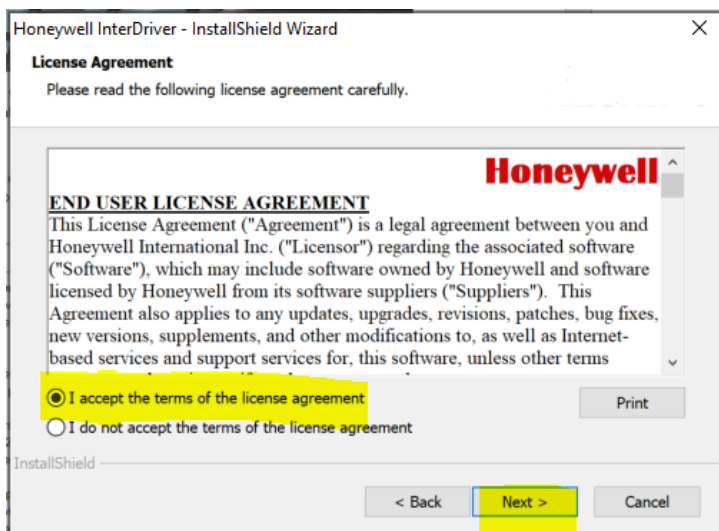 Honeywell InterDriver - InstallShield Wizard
License Agreement
Please read the following license agreement carefully.
Honeywell
END USER LICENSE AGREEMENT
This License Agreement ("Agreement") is a legal agreement between you and
Honeywell International Inc. ("Licensor") regarding the associated software
("Software"), which may include software owned by Honeywell and software
licensed by Honeywell from its software suppliers ("Suppliers"). This
Agreement also applies to any updates, upgrades, revisions, patches, bug fixes,
new versions, supplements, and other modifications to, as well as Internet-
based services and support services for, this software, unless other terms
I accept the terms of the license agreement
Print
I do not accept the terms of the license agreement
InstallShield
< Back
Next >
Cancel